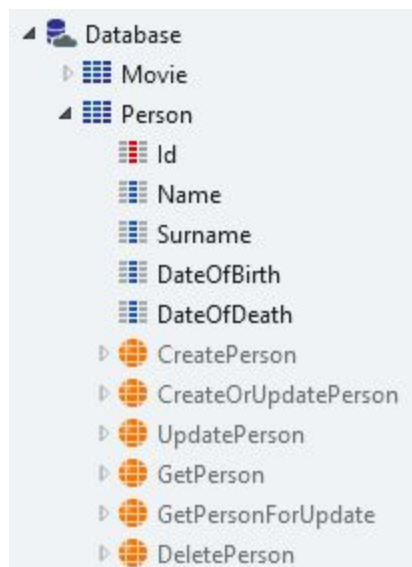 Database
Movie
Person
Id
Name
Surname
DateOfBirth
DateOfDeath
CreatePerson
CreateOrUpdatePerson
UpdatePerson
GetPerson
GetPersonForUpdate
DeletePerson